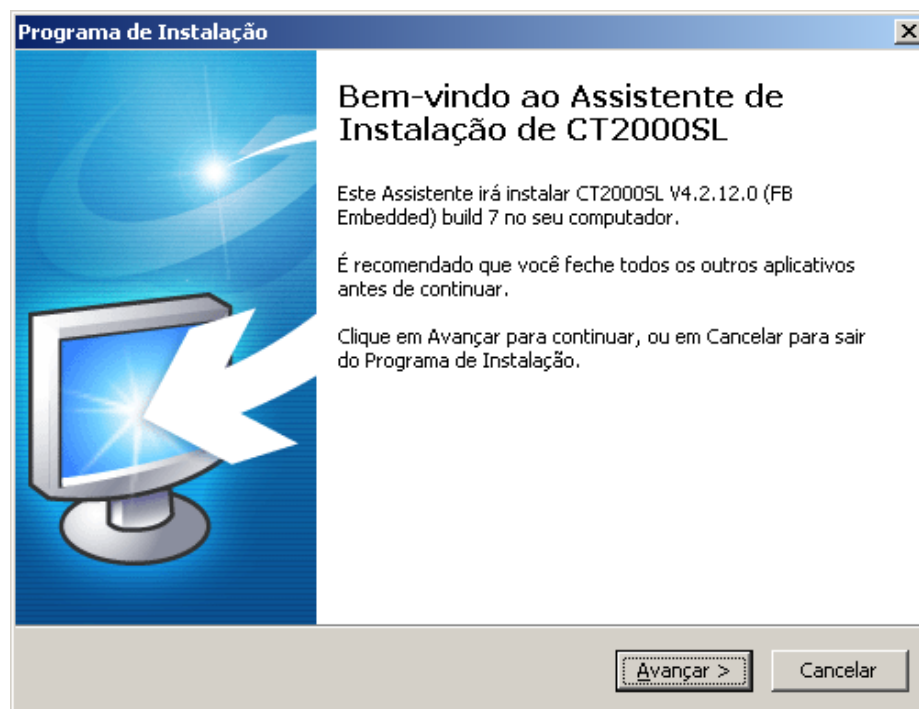 Programa de Instalação
Bem-vindo ao Assistente de
Instalação de CT2000SL
Este Assistente irá instalar CT2000SL V4.2.12.0 (FB
Embedded) build 7 no seu computador.
É recomendado que você feche todos os outros aplicativos
antes de continuar.
Clique em Avançar para continuar, ou em Cancelar para sair
do Programa de Instalação.
Avançar >
Cancelar